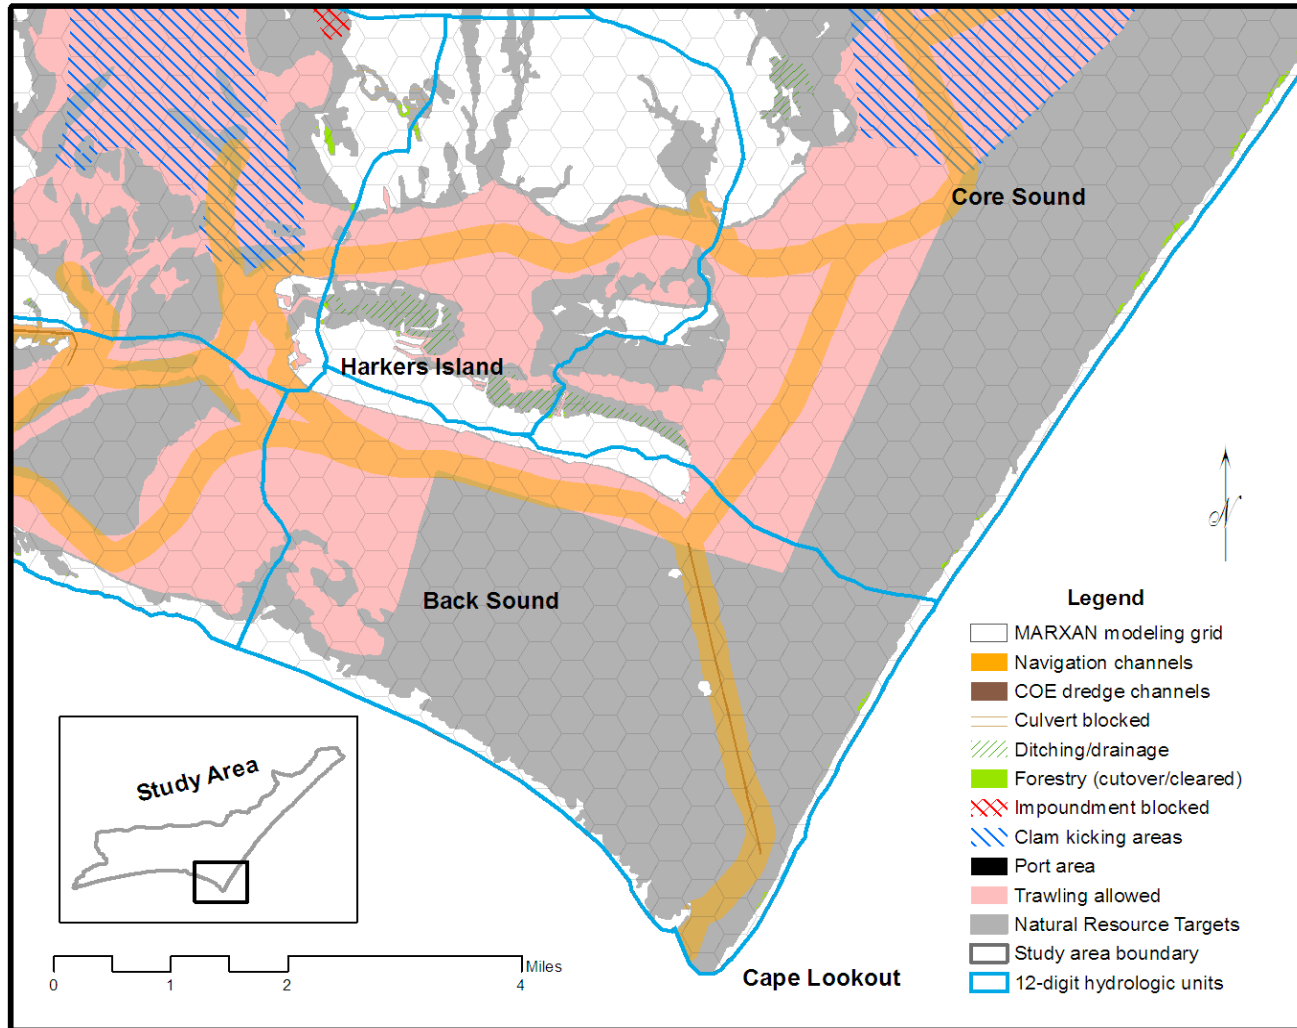 Core Sound
Harkers Island
Back Sound
N
Legend
MARXAN modeling grid
Navigation channels
COE dredge channels
Culvert blocked
Ditching/drainage
Forestry (cutover/cleared)
Impoundment blocked
Clam kicking areas
Port area
Trawling allowed
Natural Resource Targets
Study area boundary
12-digit hydrologic units
Study Area
Cape Lookout
Miles
0 1 2 4